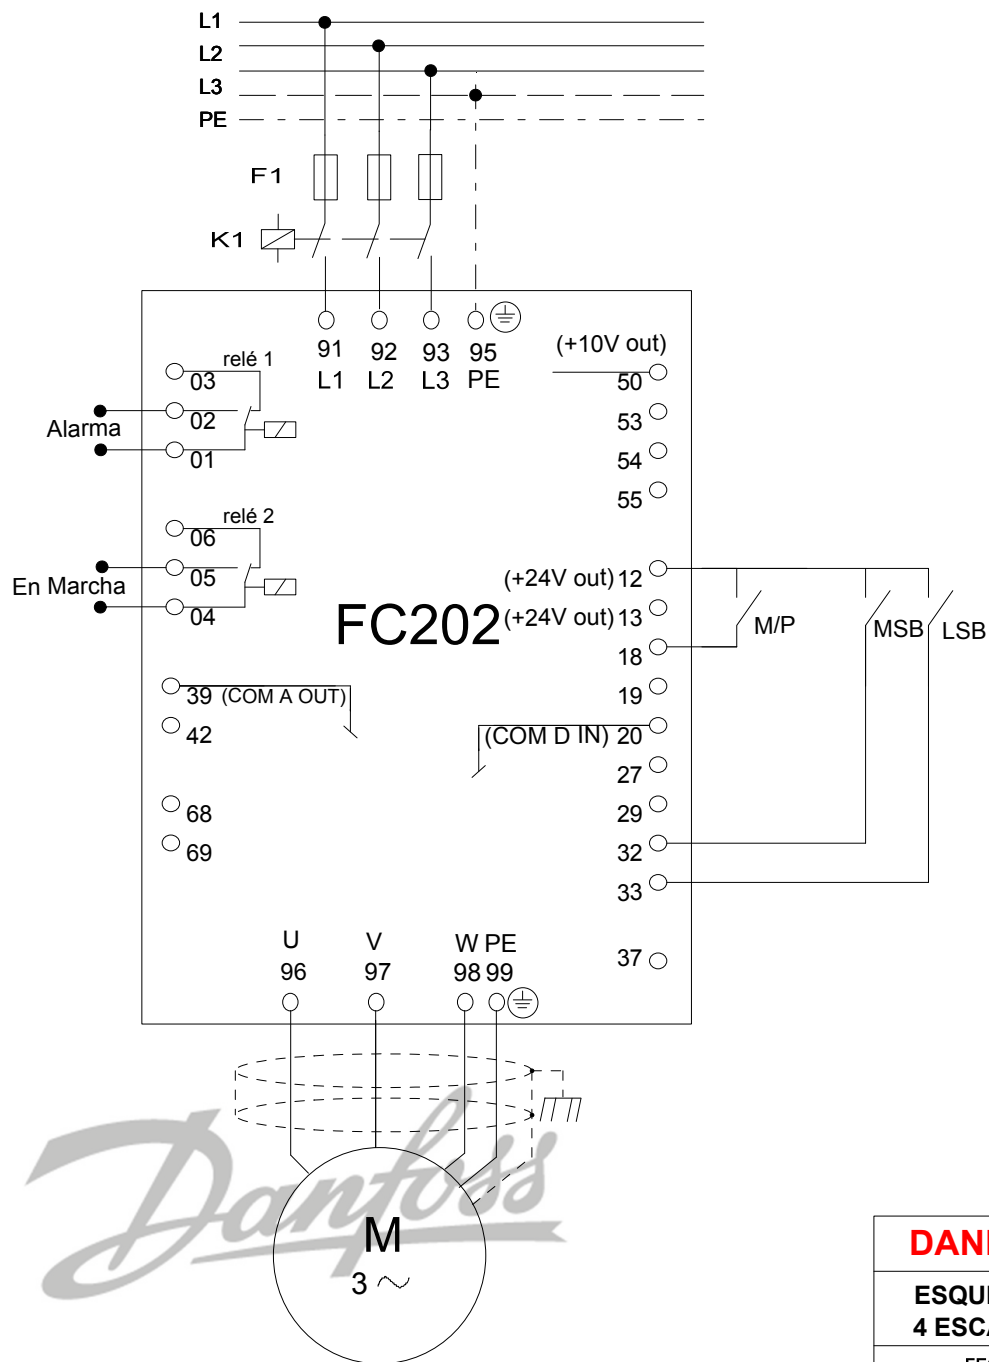 L1
L2
L3
PE
F1
K1
91 92 93 95
L1 L2 L3 PE
(+10V out)
50
53
54
55
relé 1
03
02
01
Alarma
relé 2
06
05
04
En Marcha
FC202
(+24V out) 12
(+24V out) 13
18
19
(COM D IN) 20
27
29
32
33
37
M/P
MSB
LSB
39 (COM A OUT)
42
68
69
U V W PE
96 97 98 99
Danfoss
M
3 ~
4